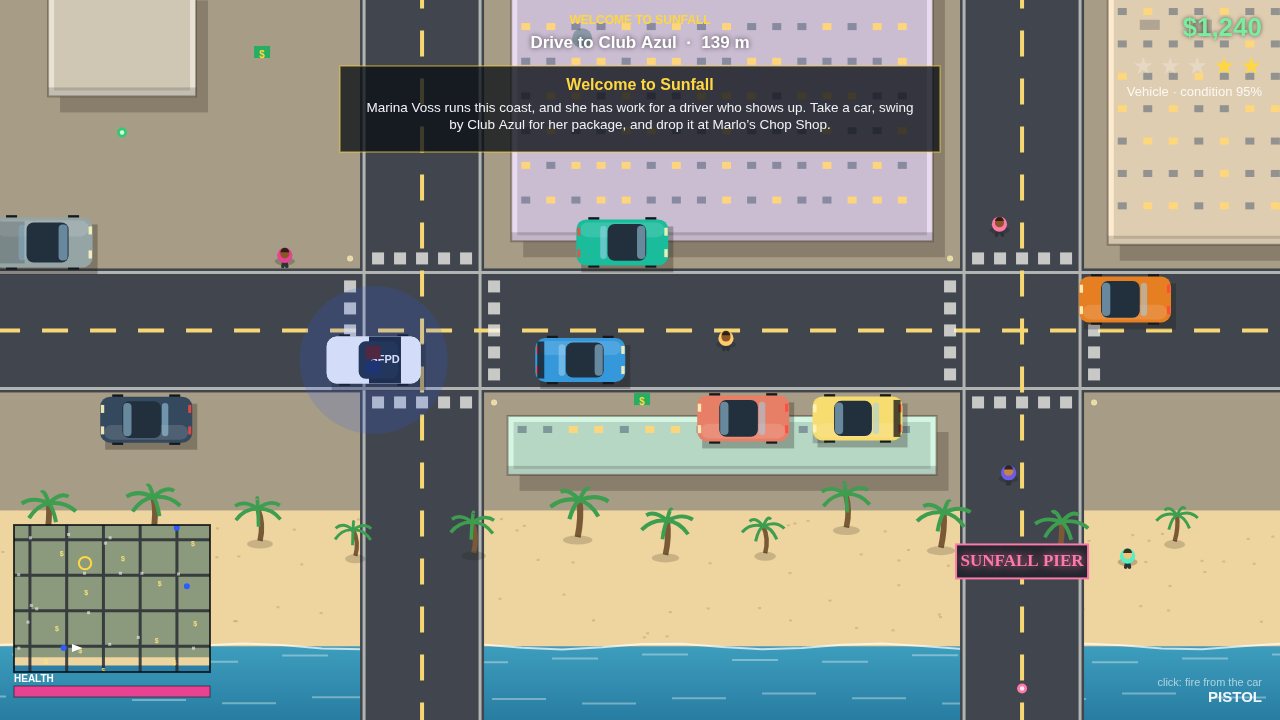 WELCOME TO SUNFALL
Drive to Club Azul · 139 m
$1,240
Welcome to Sunfall
Marina Voss runs this coast, and she has work for a driver who shows up. Take a car, swing
by Club Azul for her package, and drop it at Marlo's Chop Shop.
Vehicle · condition 95%
$
$
SUNFALL PIER
HEALTH
click: fire from the car
PISTOL